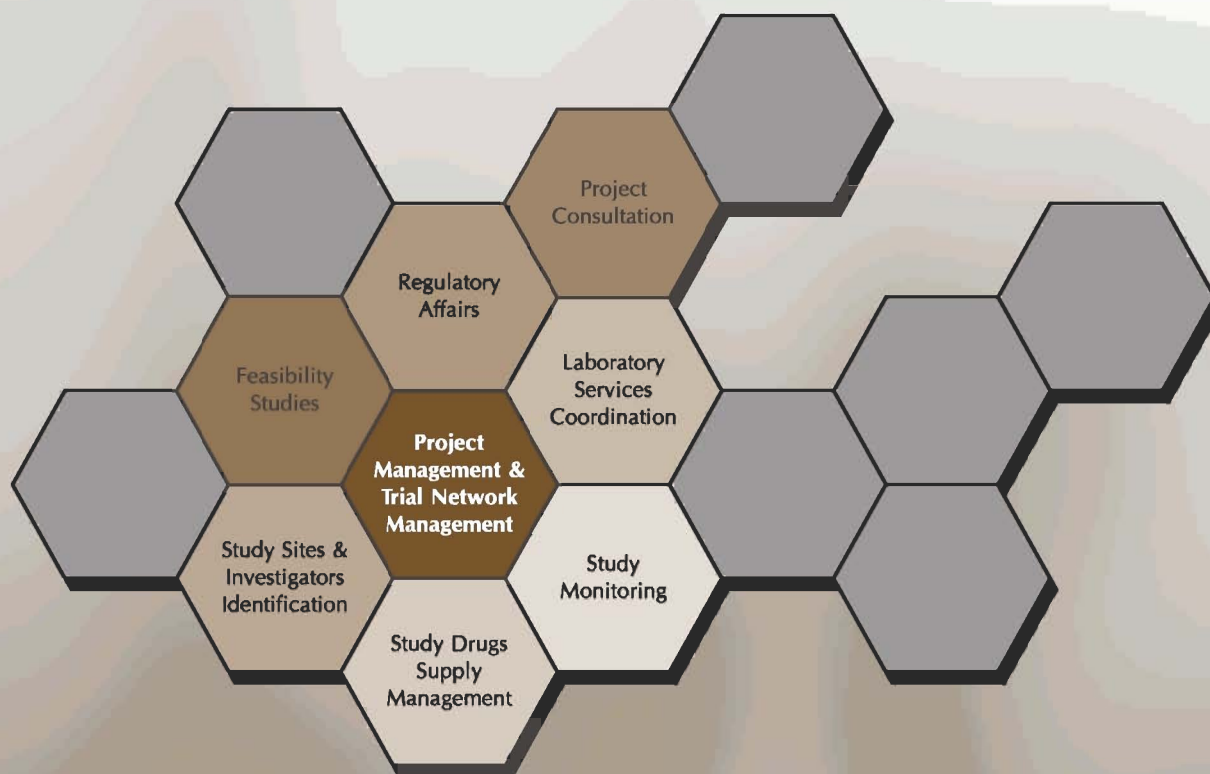 Project
Consultation
Regulatory
Affairs
Feasibility
Studies
Laboratory
Services
Coordination
Project
Management &
Trial Network
Management
Study Sites &
Investigators
Identification
Study
Monitoring
Study Drugs
Supply
Management